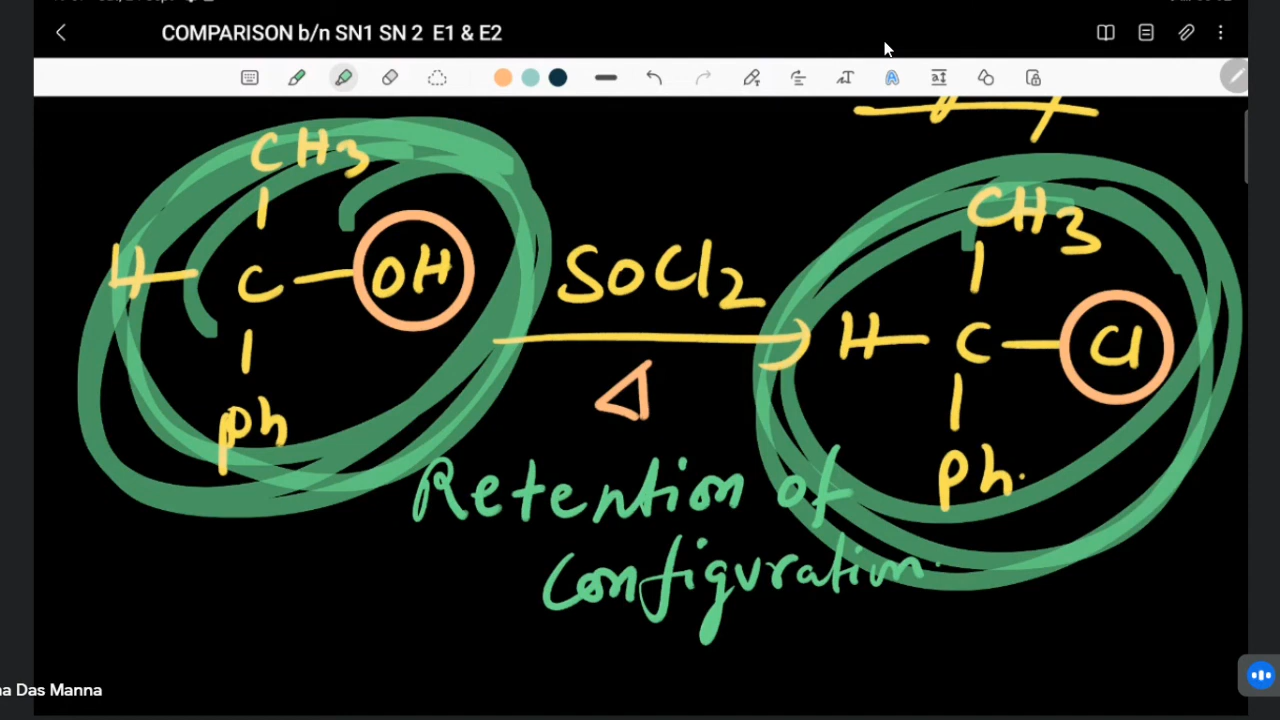 COMPARISON b/n SN1 SN 2 E1 & E2
CH3
H C OH
Ph
SOCl2
Δ
CH3
H C Cl
Ph.
Retention of
Configuration.
Das Manna